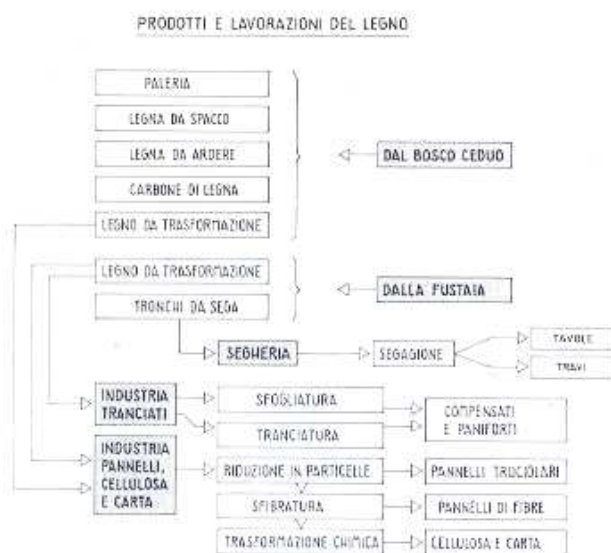 PRODOTTI E LAVORAZIONI DEL LEGNO
PALERIA
LEGNA DA SPACCO
LEGNA DA ARDERE
DAL BOSCO CEDUO
CARBONE DI LEGNA
LEGNO DA TRASFORMAZIONE
LEGNO DA TRASFORMAZIONE
DALLA FUSTAIA
TRONCHI DA SEGA
SEGHERIA
SEGAGIONE
TAVOLE
TRAVI
INDUSTRIA
TRANCIATI
SFOGLIATURA
TRANCIATURA
COMPENSATI
E PANIFORTI
INDUSTRIA
PANNELLI,
CELLULOSA
E CARTA
RIDUZIONE IN PARTICELLE
PANNELLI TRUCIOLARI
SFIBRATURA
PANNELLI DI FIBRE
TRASFORMAZIONE CHIMICA
CELLULOSA E CARTA